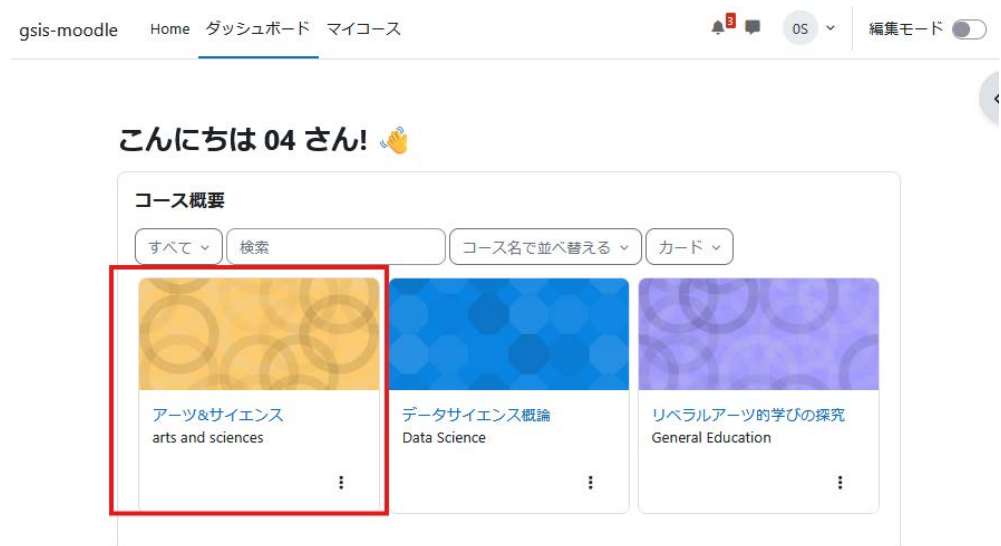 gsis-moodle Home ダッシュボード マイコース 3 0S 編集モード
こんにちは 04 さん! 👋
コース概要
すべて 検索 コース名で並べ替える カード
アーツ&サイエンス
arts and sciences
データサイエンス概論
Data Science
リベラルアーツ的学びの探究
General Education